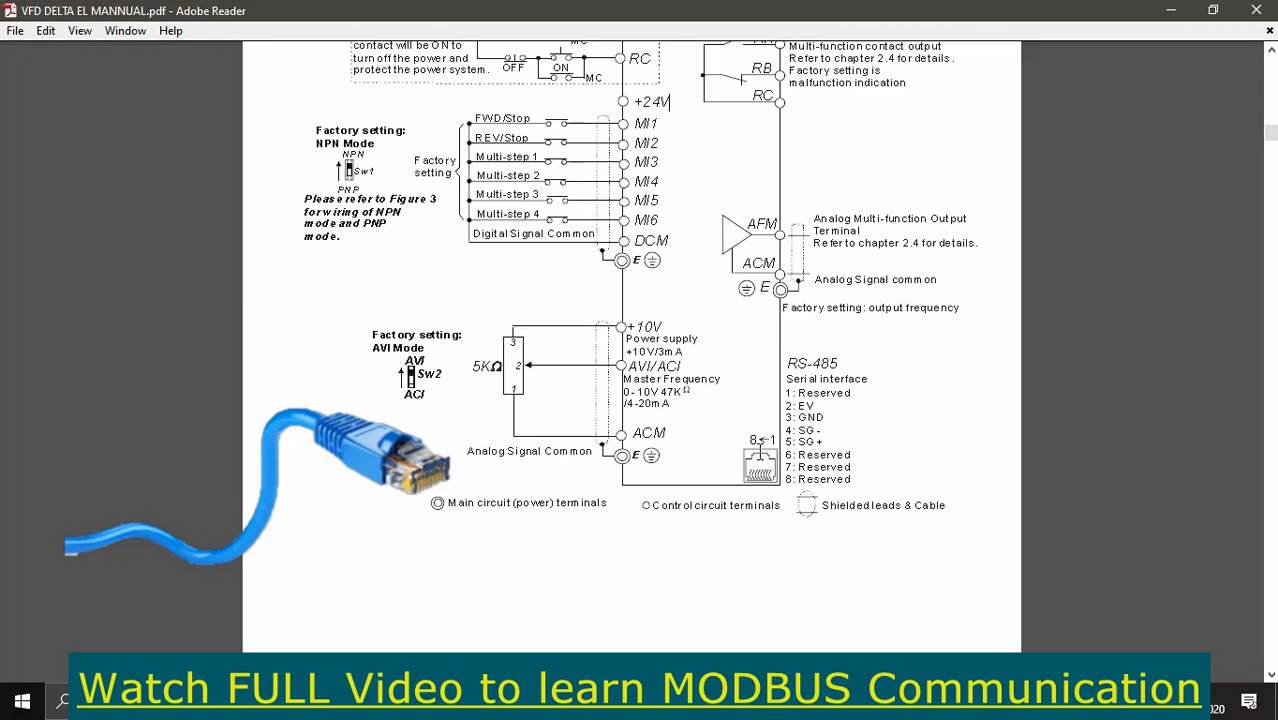 VFD DELTA EL MANNUAL.pdf - Adobe Reader
File Edit View Window Help
contact will be ON to
turn off the power and
protect the power system.
OFF
ON
MC
RC
Multi-function contact output
Refer to chapter 2.4 for details.
Factory setting is
malfunction indication
RB
RC
+24V
Factory setting:
NPN Mode
NPN
Sw1
PNP
Please refer to Figure 3
for wiring of NPN
mode and PNP
mode.
Factory
setting
FWD/Stop
REV/Stop
Multi-step 1
Multi-step 2
Multi-step 3
Multi-step 4
Digital Signal Common
MI1
MI2
MI3
MI4
MI5
MI6
DCM
E
AFM
ACM
E
Analog Multi-function Output
Terminal
Refer to chapter 2.4 for details.
Analog Signal common
Factory setting: output frequency
Factory setting:
AVI Mode
AVI
Sw2
ACI
5KΩ
3
2
1
+10V
Power supply
+10V/3mA
AVI/ACI
Master Frequency
0-10V 47KΩ
/4-20mA
ACM
Analog Signal Common
E
RS-485
Serial interface
1: Reserved
2: EV
3: GND
4: SG-
5: SG+
6: Reserved
7: Reserved
8: Reserved
8←1
Main circuit (power) terminals
Control circuit terminals
Shielded leads & Cable
Watch FULL Video to learn MODBUS Communication